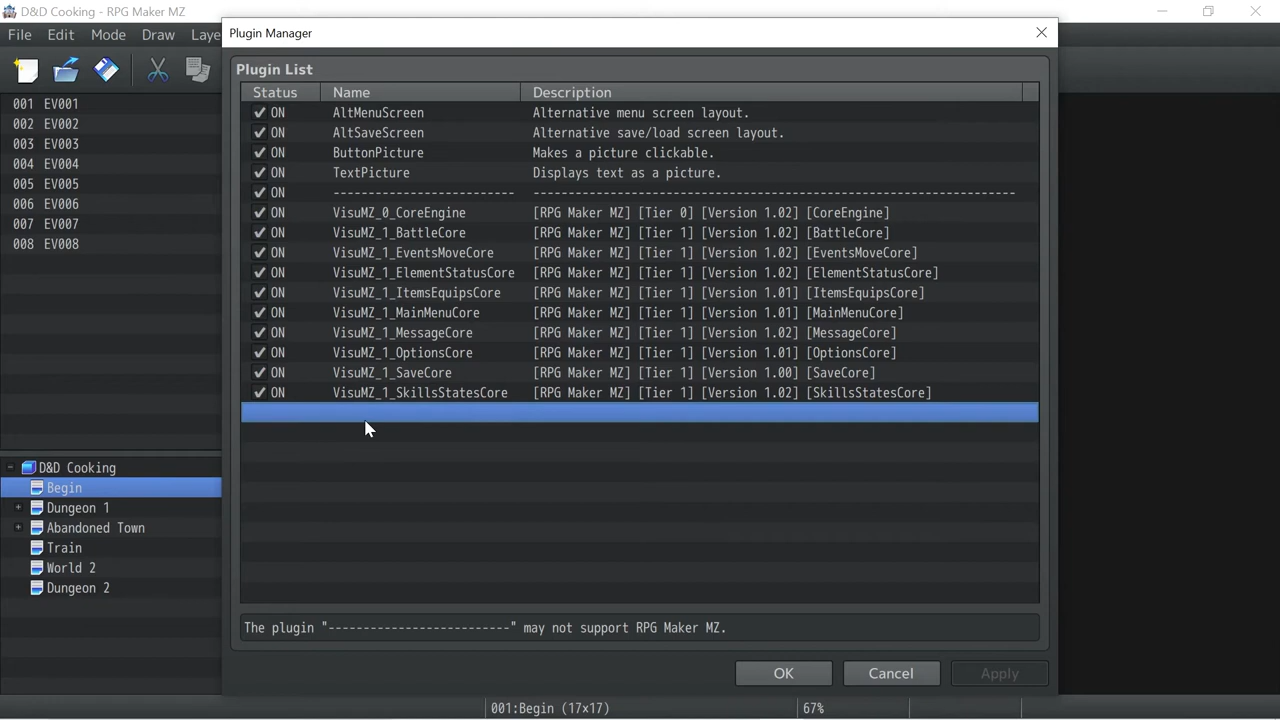 D&D Cooking - RPG Maker MZ
File Edit Mode Draw Laye
001 EV001
002 EV002
003 EV003
004 EV004
005 EV005
006 EV006
007 EV007
008 EV008
D&D Cooking
Begin
Dungeon 1
Abandoned Town
Train
World 2
Dungeon 2
Plugin Manager
Plugin List
Status Name Description
ON AltMenuScreen Alternative menu screen layout.
ON AltSaveScreen Alternative save/load screen layout.
ON ButtonPicture Makes a picture clickable.
ON TextPicture Displays text as a picture.
ON -------------------------- ---------------------------------------------------------------------
ON VisuMZ_0_CoreEngine [RPG Maker MZ] [Tier 0] [Version 1.02] [CoreEngine]
ON VisuMZ_1_BattleCore [RPG Maker MZ] [Tier 1] [Version 1.02] [BattleCore]
ON VisuMZ_1_EventsMoveCore [RPG Maker MZ] [Tier 1] [Version 1.02] [EventsMoveCore]
ON VisuMZ_1_ElementStatusCore [RPG Maker MZ] [Tier 1] [Version 1.02] [ElementStatusCore]
ON VisuMZ_1_ItemsEquipsCore [RPG Maker MZ] [Tier 1] [Version 1.01] [ItemsEquipsCore]
ON VisuMZ_1_MainMenuCore [RPG Maker MZ] [Tier 1] [Version 1.01] [MainMenuCore]
ON VisuMZ_1_MessageCore [RPG Maker MZ] [Tier 1] [Version 1.02] [MessageCore]
ON VisuMZ_1_OptionsCore [RPG Maker MZ] [Tier 1] [Version 1.01] [OptionsCore]
ON VisuMZ_1_SaveCore [RPG Maker MZ] [Tier 1] [Version 1.00] [SaveCore]
ON VisuMZ_1_SkillsStatesCore [RPG Maker MZ] [Tier 1] [Version 1.02] [SkillsStatesCore]
The plugin "--------------------------" may not support RPG Maker MZ.
OK Cancel Apply
001:Begin (17x17) 67%